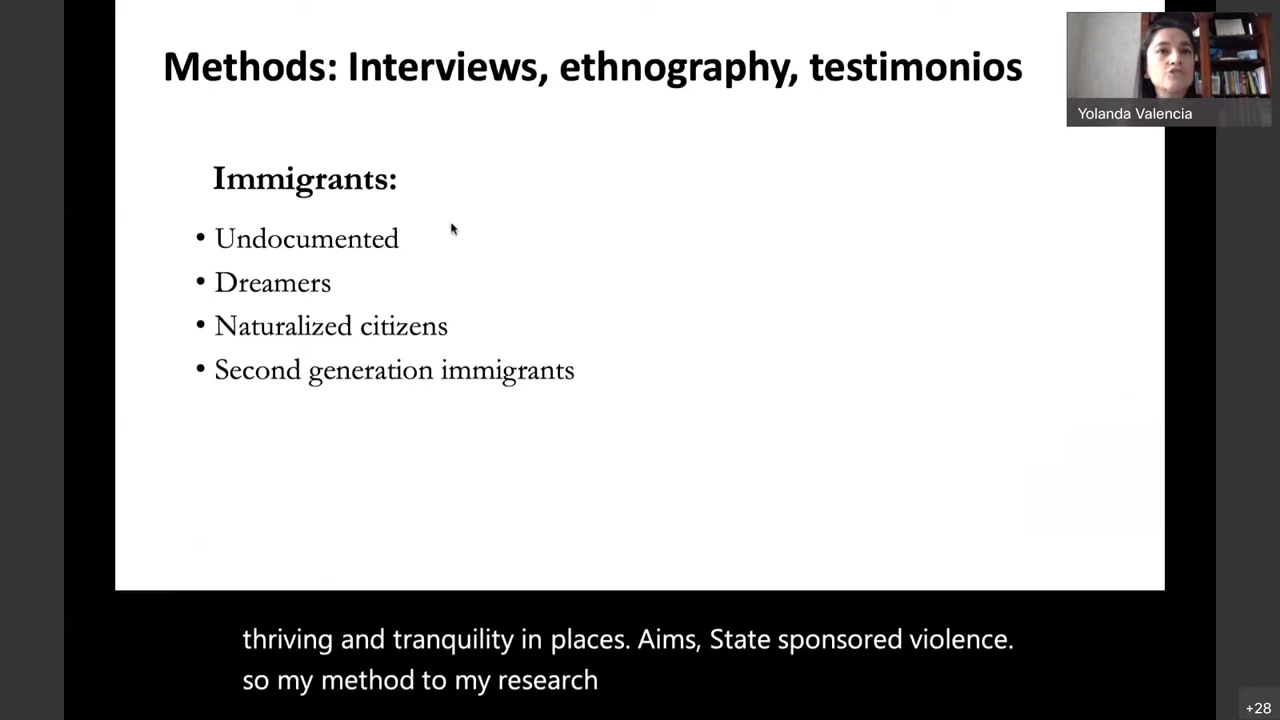 Methods: Interviews, ethnography, testimonios
Yolanda Valencia
Immigrants:
• Undocumented
• Dreamers
• Naturalized citizens
• Second generation immigrants
thriving and tranquility in places. Aims, State sponsored violence.
so my method to my research
+28